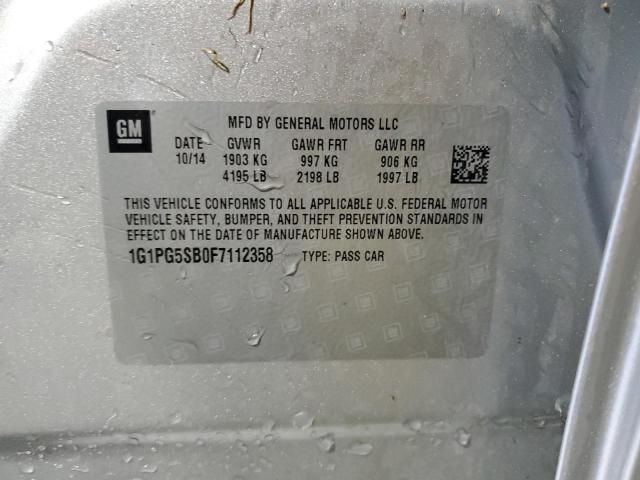 GM
MFD BY GENERAL MOTORS LLC
DATE GVWR GAWR FRT GAWR RR
10/14 1903 KG 997 KG 906 KG
4195 LB 2198 LB 1997 LB
THIS VEHICLE CONFORMS TO ALL APPLICABLE U.S. FEDERAL MOTOR
VEHICLE SAFETY, BUMPER, AND THEFT PREVENTION STANDARDS IN
EFFECT ON THE DATE OF MANUFACTURE SHOWN ABOVE.
1G1PG5SB0F7112358 TYPE: PASS CAR